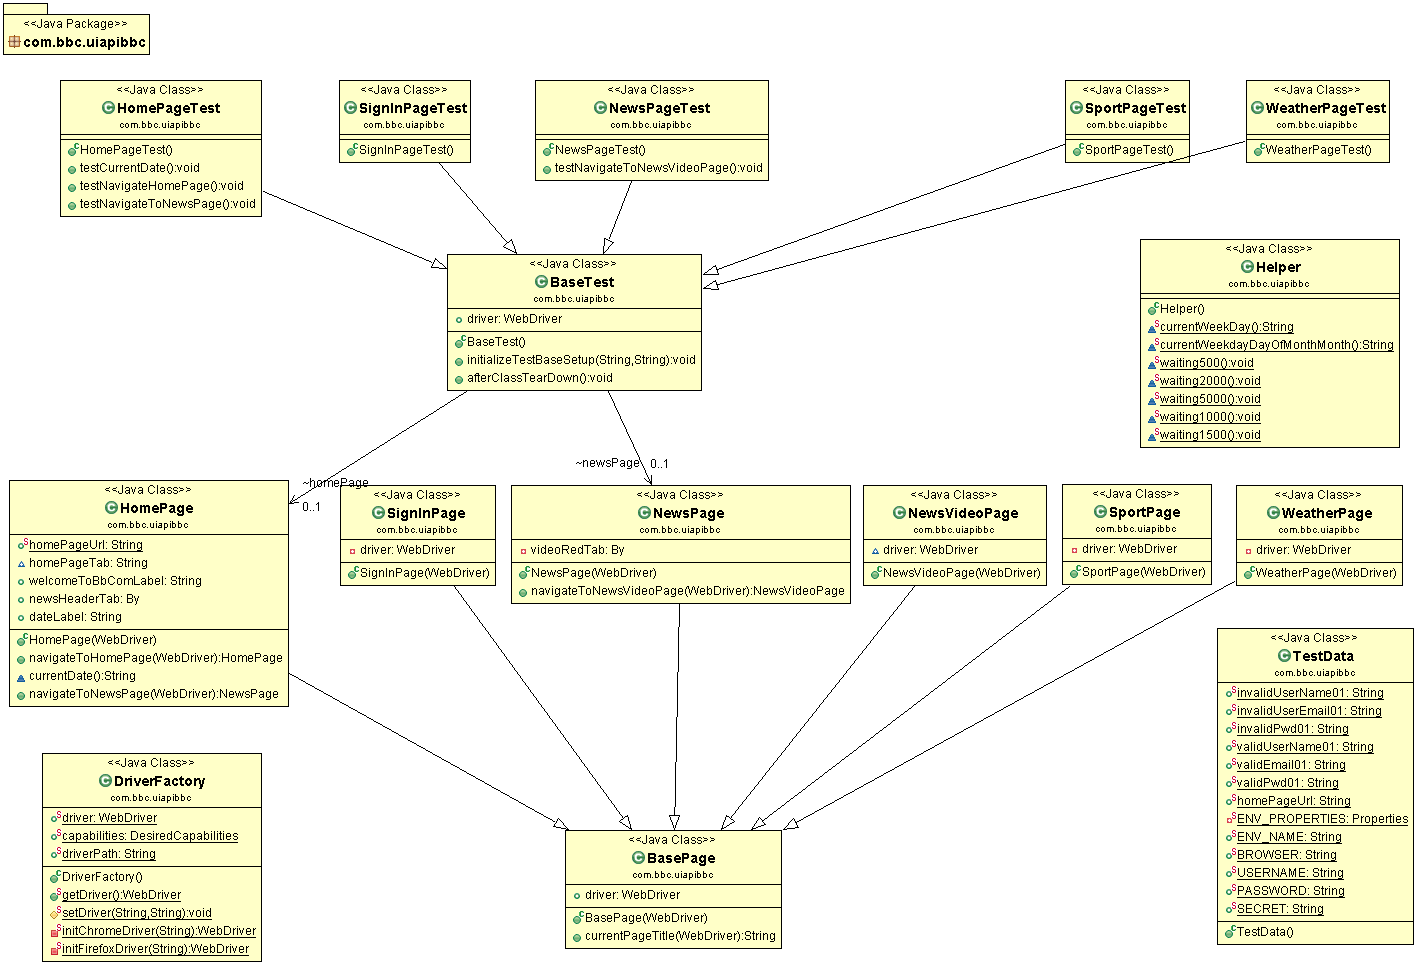 <<Java Package>>
com.bbc.uiapibbc
<<Java Class>>
HomePageTest
com.bbc.uiapibbc
HomePageTest()
testCurrentDate():void
testNavigateHomePage():void
testNavigateToNewsPage():void
<<Java Class>>
SignInPageTest
com.bbc.uiapibbc
SignInPageTest()
<<Java Class>>
NewsPageTest
com.bbc.uiapibbc
NewsPageTest()
testNavigateToNewsVideoPage():void
<<Java Class>>
SportPageTest
com.bbc.uiapibbc
SportPageTest()
<<Java Class>>
WeatherPageTest
com.bbc.uiapibbc
WeatherPageTest()
<<Java Class>>
BaseTest
com.bbc.uiapibbc
driver: WebDriver
BaseTest()
initializeTestBaseSetup(String,String):void
afterClassTearDown():void
<<Java Class>>
Helper
com.bbc.uiapibbc
Helper()
currentWeekDay():String
currentWeekdayDayOfMonthMonth():String
waiting500():void
waiting2000():void
waiting5000():void
waiting1000():void
waiting1500():void
~homePage
0..1
~newsPage
0..1
<<Java Class>>
HomePage
com.bbc.uiapibbc
homePageUrl: String
homePageTab: String
welcomeToBbComLabel: String
newsHeaderTab: By
dateLabel: String
HomePage(WebDriver)
navigateToHomePage(WebDriver):HomePage
currentDate():String
navigateToNewsPage(WebDriver):NewsPage
<<Java Class>>
SignInPage
com.bbc.uiapibbc
driver: WebDriver
SignInPage(WebDriver)
<<Java Class>>
NewsPage
com.bbc.uiapibbc
videoRedTab: By
NewsPage(WebDriver)
navigateToNewsVideoPage(WebDriver):NewsVideoPage
<<Java Class>>
NewsVideoPage
com.bbc.uiapibbc
driver: WebDriver
NewsVideoPage(WebDriver)
<<Java Class>>
SportPage
com.bbc.uiapibbc
driver: WebDriver
SportPage(WebDriver)
<<Java Class>>
WeatherPage
com.bbc.uiapibbc
driver: WebDriver
WeatherPage(WebDriver)
<<Java Class>>
TestData
com.bbc.uiapibbc
invalidUserName01: String
invalidUserEmail01: String
invalidPwd01: String
validUserName01: String
validEmail01: String
validPwd01: String
homePageUrl: String
ENV_PROPERTIES: Properties
ENV_NAME: String
BROWSER: String
USERNAME: String
PASSWORD: String
SECRET: String
TestData()
<<Java Class>>
DriverFactory
com.bbc.uiapibbc
driver: WebDriver
capabilities: DesiredCapabilities
driverPath: String
DriverFactory()
getDriver():WebDriver
setDriver(String,String):void
initChromeDriver(String):WebDriver
initFirefoxDriver(String):WebDriver
<<Java Class>>
BasePage
com.bbc.uiapibbc
driver: WebDriver
BasePage(WebDriver)
currentPageTitle(WebDriver):String